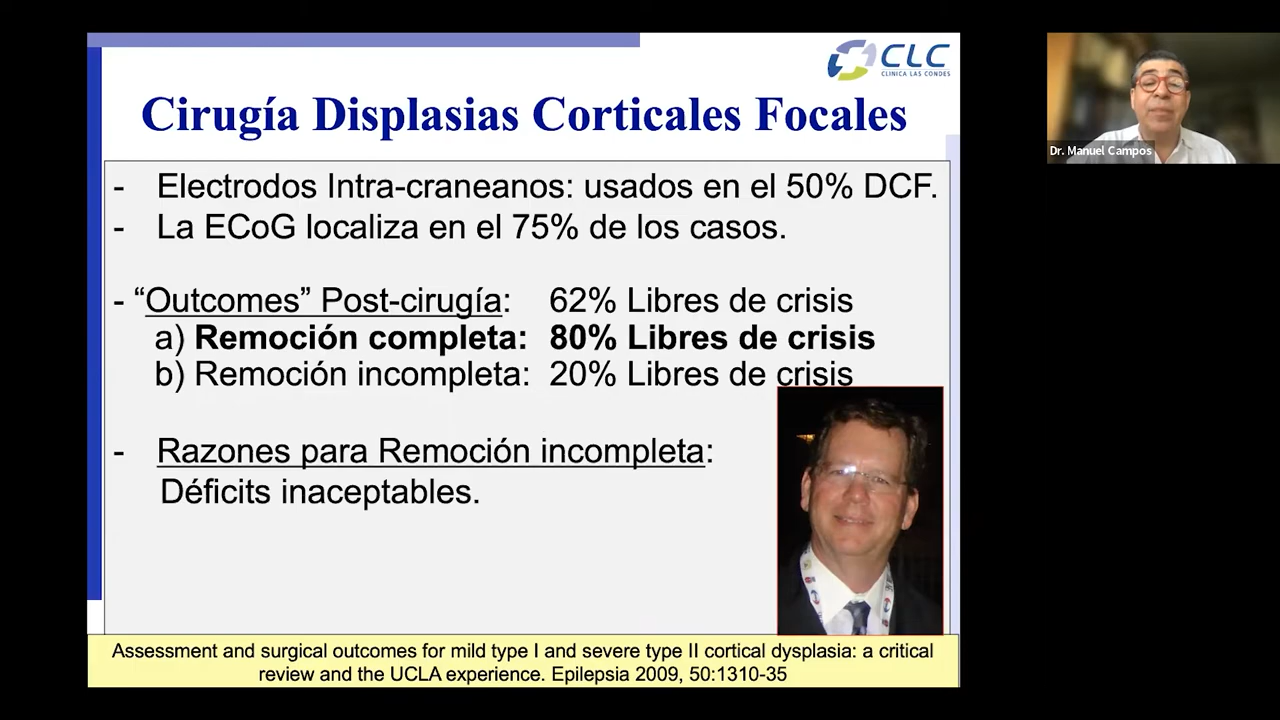 CLC
CLINICA LAS CONDES
Cirugía Displasias Corticales Focales
- Electrodos Intra-craneanos: usados en el 50% DCF.
- La ECoG localiza en el 75% de los casos.
- “Outcomes” Post-cirugía: 62% Libres de crisis
a) Remoción completa: 80% Libres de crisis
b) Remoción incompleta: 20% Libres de crisis
- Razones para Remoción incompleta:
Déficits inaceptables.
Assessment and surgical outcomes for mild type I and severe type II cortical dysplasia: a critical
review and the UCLA experience. Epilepsia 2009, 50:1310-35
Dr. Manuel Campos